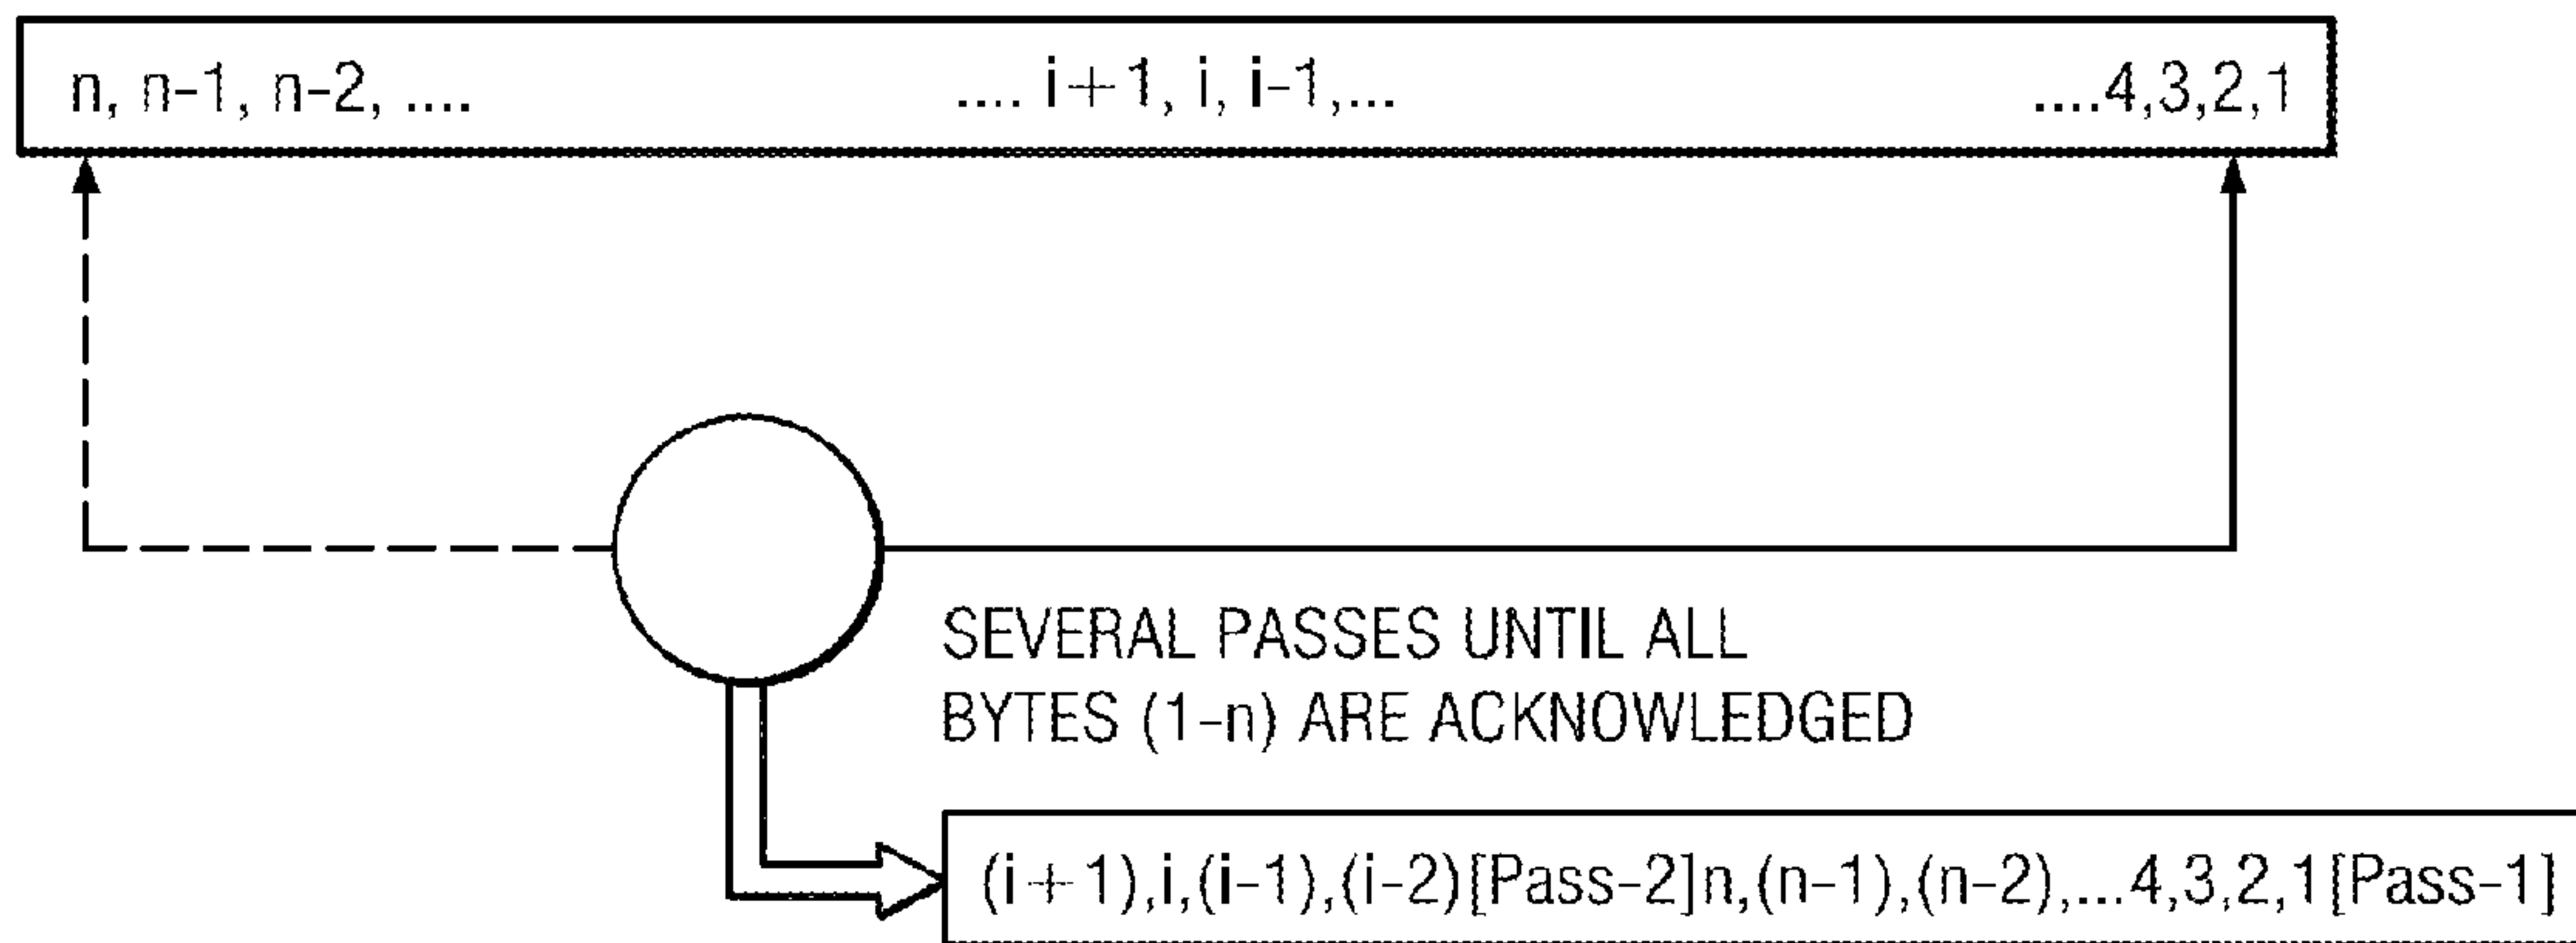 n, n-1, n-2, .... .... i+1, i, i-1,... ....4,3,2,1
SEVERAL PASSES UNTIL ALL
BYTES (1-n) ARE ACKNOWLEDGED
(i+1),i,(i-1),(i-2)[Pass-2]n,(n-1),(n-2),...4,3,2,1[Pass-1]